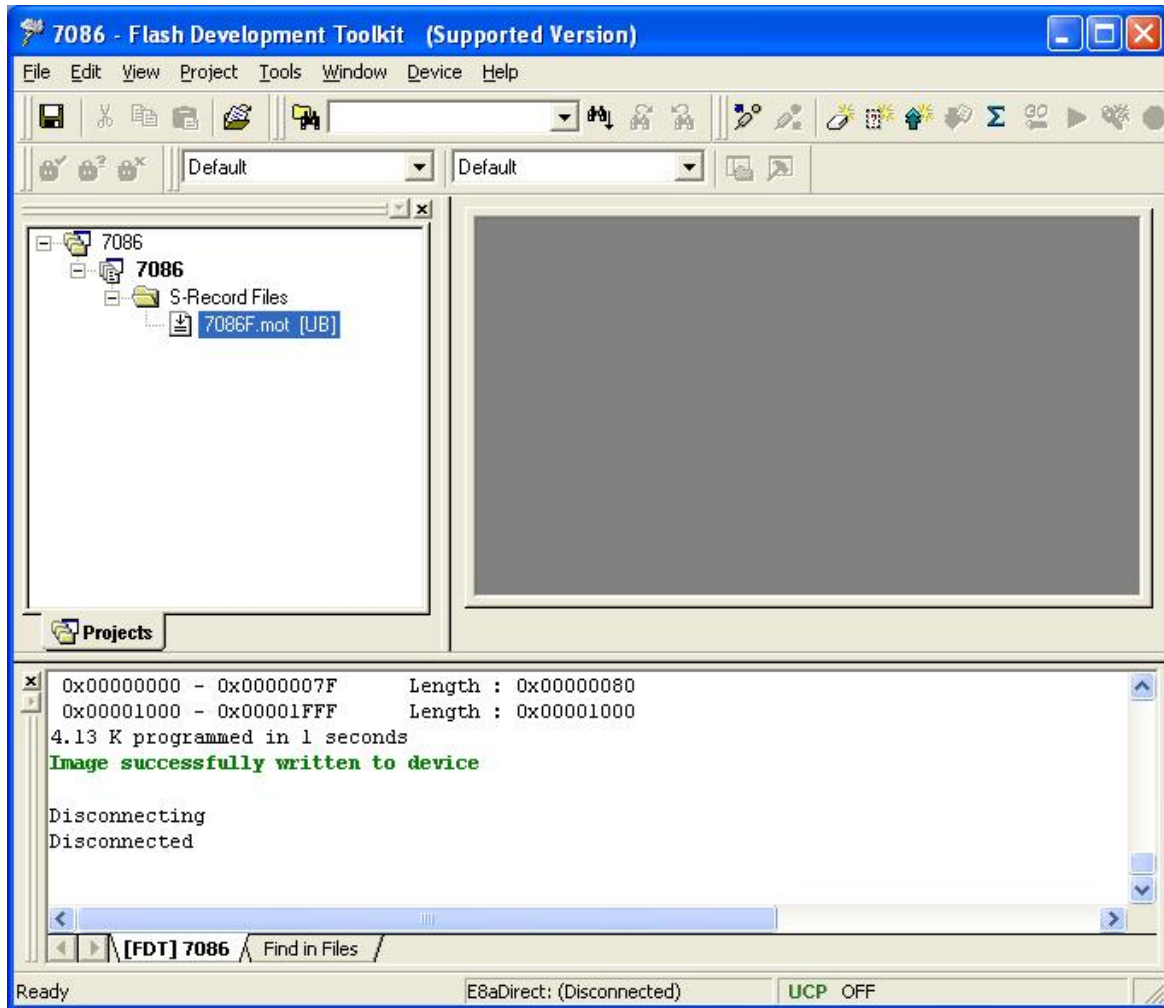 7086 - Flash Development Toolkit (Supported Version)
File Edit View Project Tools Window Device Help
Default Default
7086
7086
S-Record Files
7086F.mot [UB]
Projects
0x00000000 - 0x0000007F Length : 0x00000080
0x00001000 - 0x00001FFF Length : 0x00001000
4.13 K programmed in 1 seconds
Image successfully written to device
Disconnecting
Disconnected
[FDT] 7086 Find in Files
Ready E8aDirect: (Disconnected) UCP OFF